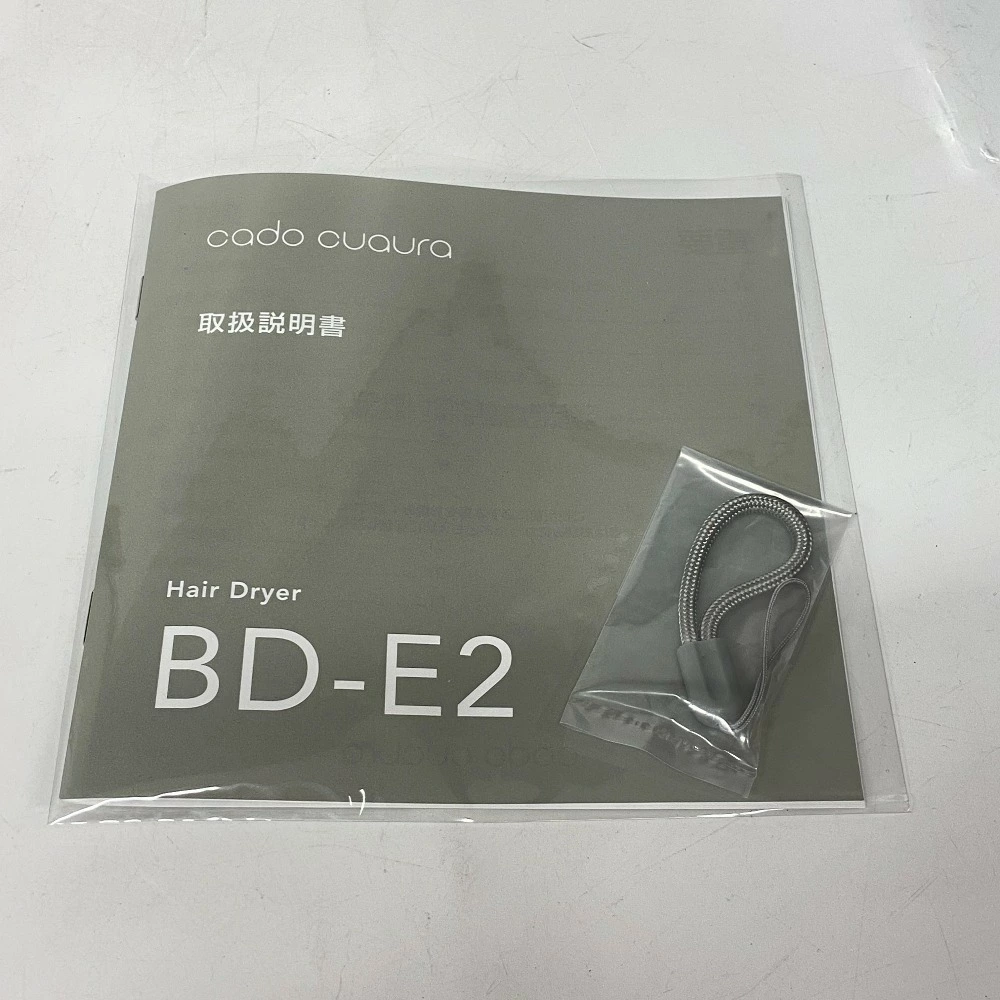 cado cuaura
取扱説明書
Hair Dryer
BD-E2